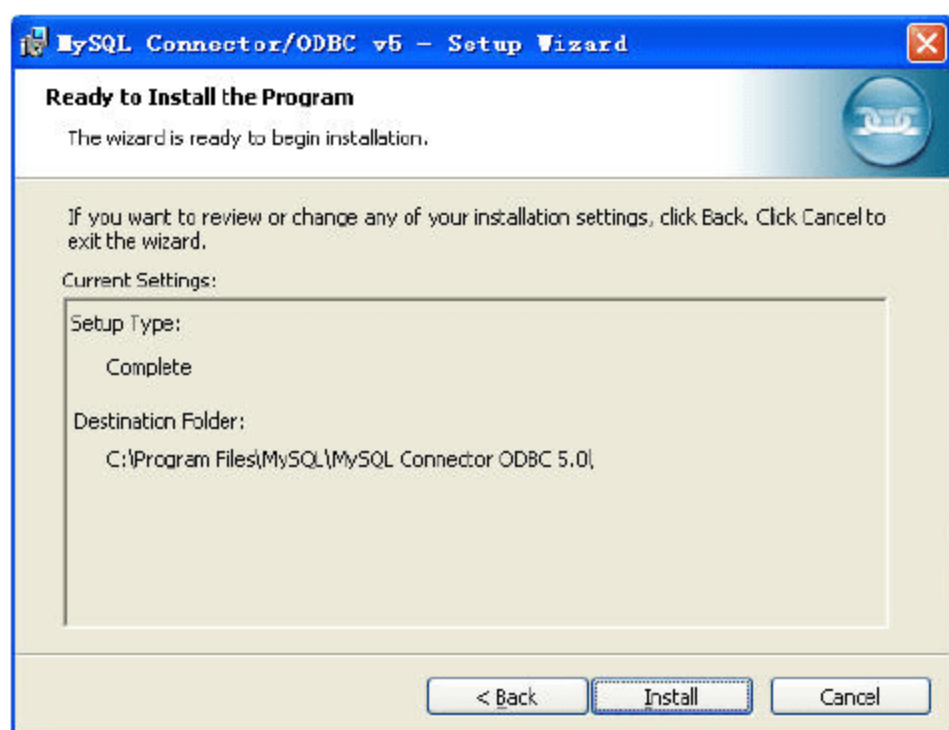 MySQL Connector/ODBC v5 - Setup Wizard
Ready to Install the Program
The wizard is ready to begin installation.
If you want to review or change any of your installation settings, click Back. Click Cancel to
exit the wizard.
Current Settings:
Setup Type:
Complete
Destination Folder:
C:\Program Files\MySQL\MySQL Connector ODBC 5.0\
< Back
Install
Cancel